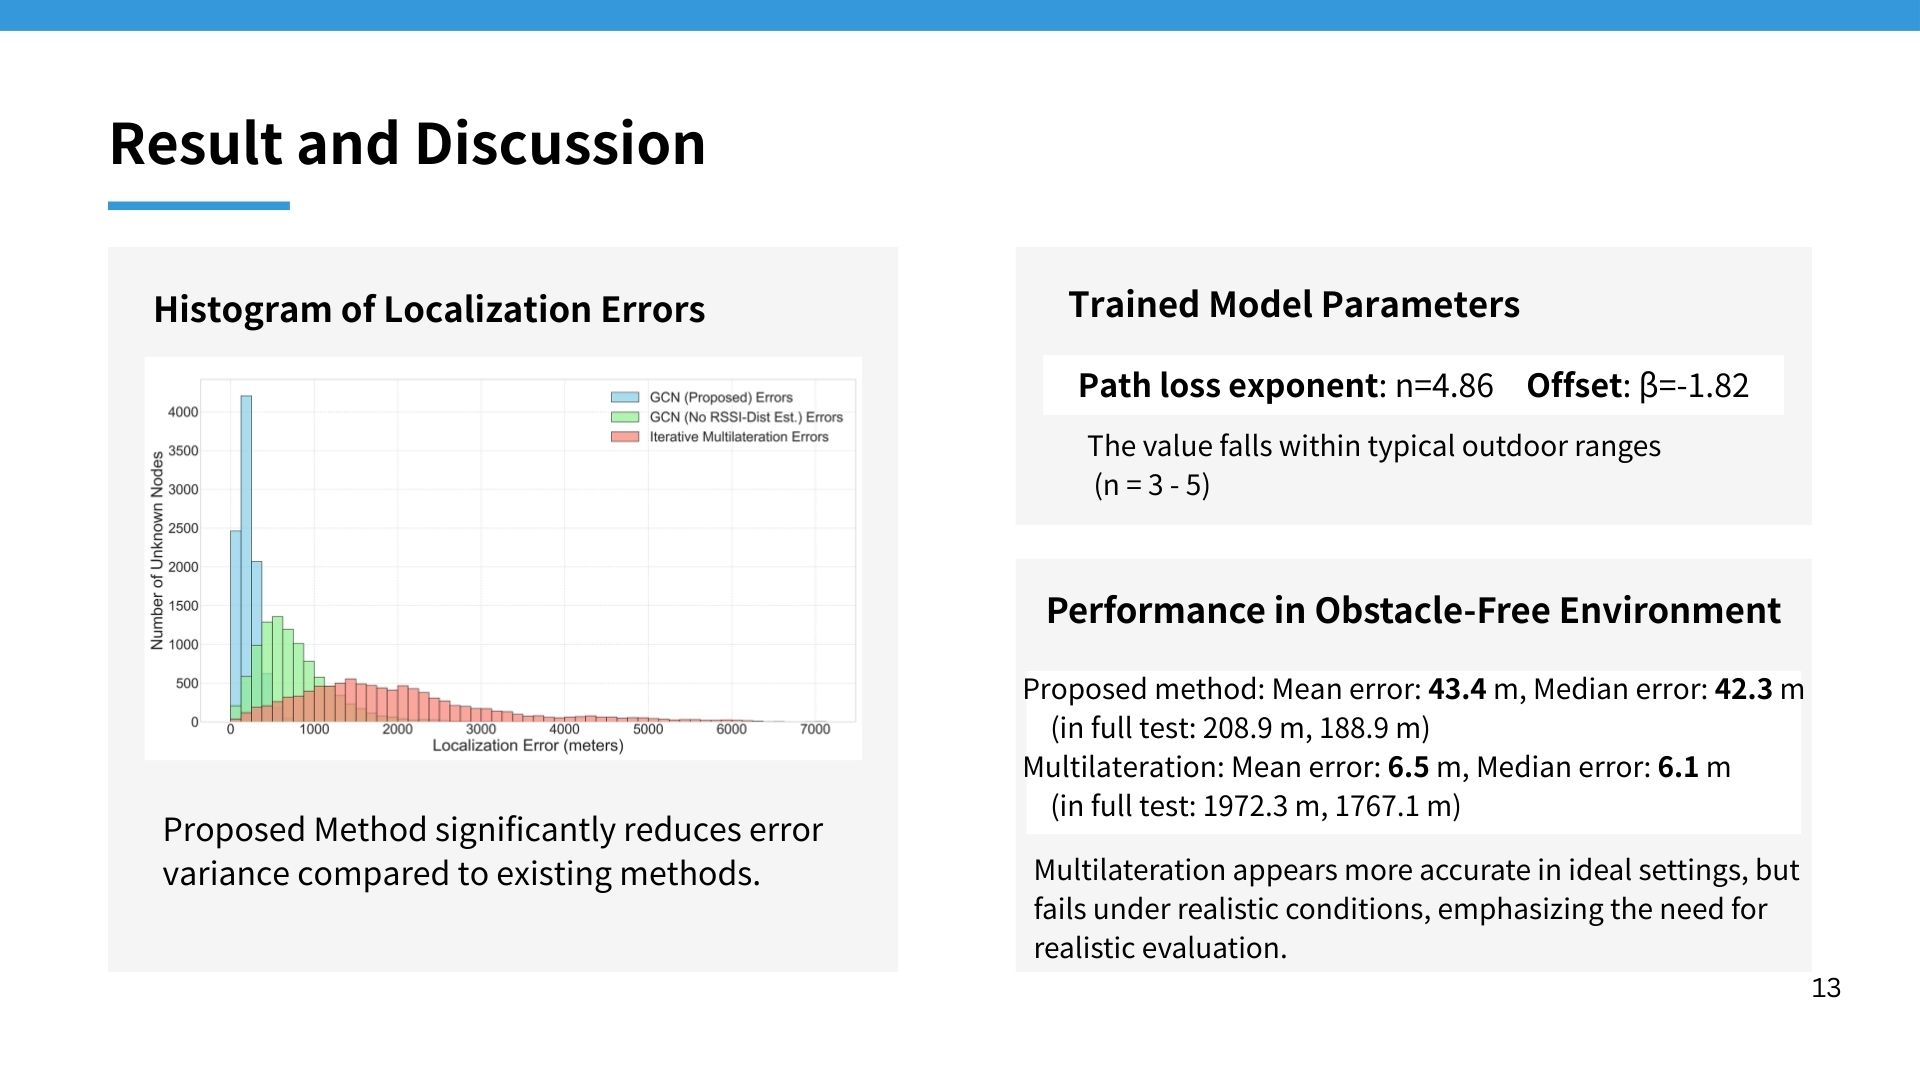 Result and Discussion
Histogram of Localization Errors
GCN (Proposed) Errors
GCN (No RSSI-Dist Est.) Errors
Iterative Multilateration Errors
Number of Unknown Nodes
4000
3500
3000
2500
2000
1500
1000
500
0
0 1000 2000 3000 4000 5000 6000 7000
Localization Error (meters)
Proposed Method significantly reduces error
variance compared to existing methods.
Trained Model Parameters
Path loss exponent: n=4.86 Offset: β=-1.82
The value falls within typical outdoor ranges
(n = 3 - 5)
Performance in Obstacle-Free Environment
Proposed method: Mean error: 43.4 m, Median error: 42.3 m
(in full test: 208.9 m, 188.9 m)
Multilateration: Mean error: 6.5 m, Median error: 6.1 m
(in full test: 1972.3 m, 1767.1 m)
Multilateration appears more accurate in ideal settings, but
fails under realistic conditions, emphasizing the need for
realistic evaluation.
13